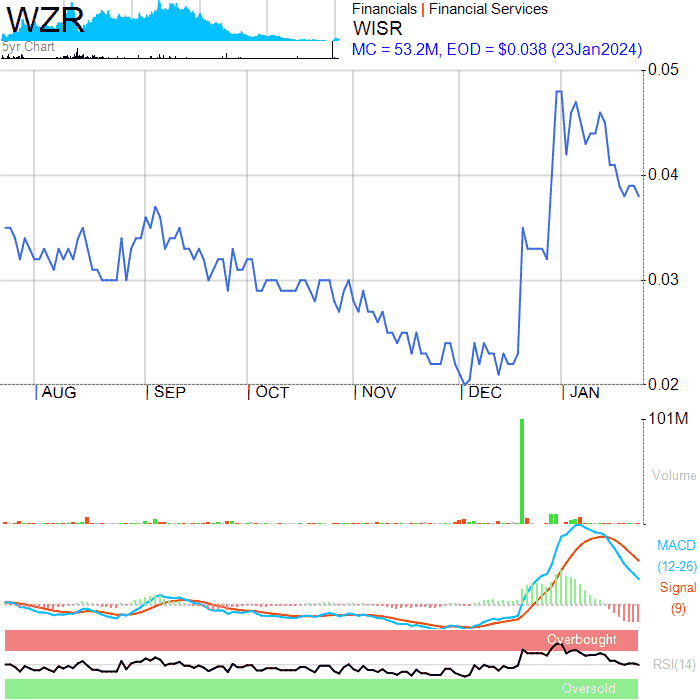 WZR
5yr Chart
Financials | Financial Services
WISR
MC = 53.2M, EOD = $0.038 (23Jan2024)
0.05
0.04
0.03
0.02
AUG SEP OCT NOV DEC JAN
101M
Volume
MACD
(12-26)
Signal
(9)
Overbought
RSI(14)
Oversold